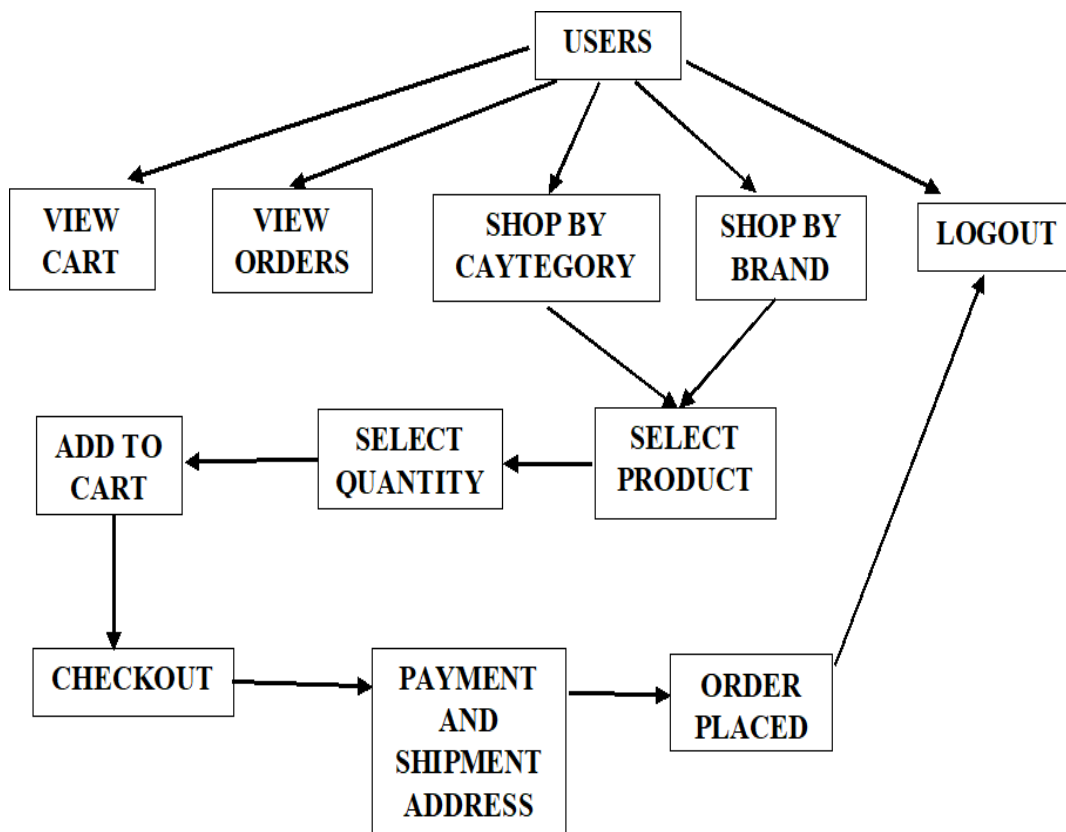 USERS
VIEW
CART
VIEW
ORDERS
SHOP BY
CAYTEGORY
SHOP BY
BRAND
LOGOUT
ADD TO
CART
SELECT
QUANTITY
SELECT
PRODUCT
CHECKOUT
PAYMENT
AND
SHIPMENT
ADDRESS
ORDER
PLACED